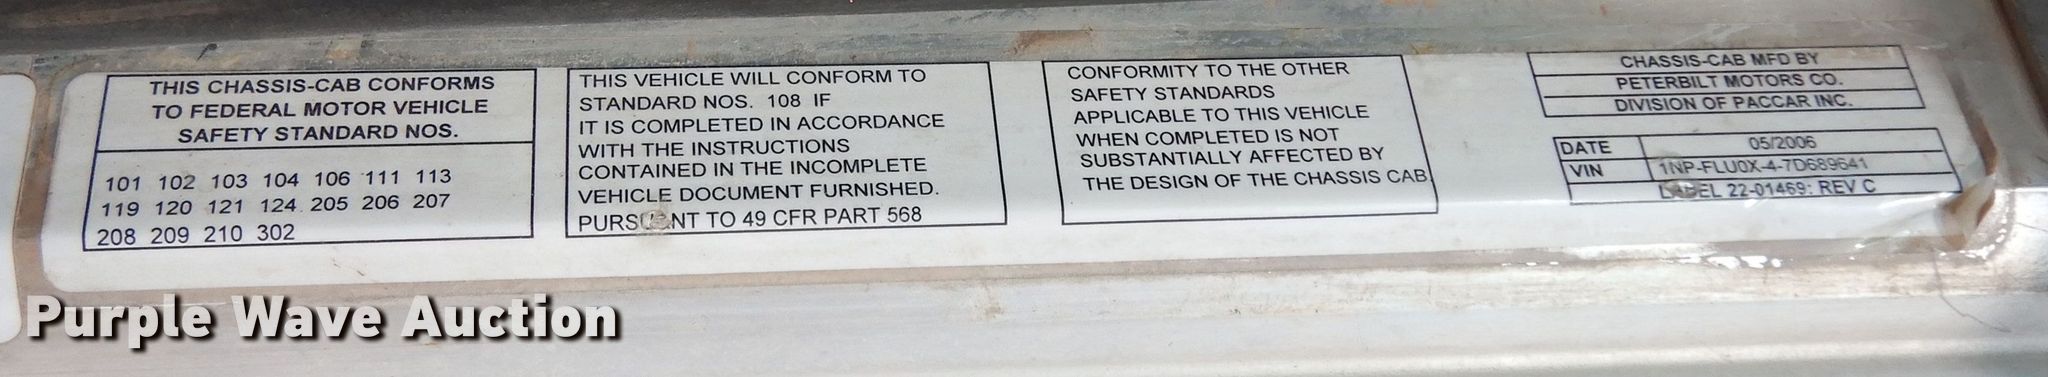 THIS CHASSIS-CAB CONFORMS
TO FEDERAL MOTOR VEHICLE
SAFETY STANDARD NOS.
101 102 103 104 106 111 113
119 120 121 124 205 206 207
208 209 210 302
THIS VEHICLE WILL CONFORM TO
STANDARD NOS. 108 IF
IT IS COMPLETED IN ACCORDANCE
WITH THE INSTRUCTIONS
CONTAINED IN THE INCOMPLETE
VEHICLE DOCUMENT FURNISHED.
PURSUANT TO 49 CFR PART 568
CONFORMITY TO THE OTHER
SAFETY STANDARDS
APPLICABLE TO THIS VEHICLE
WHEN COMPLETED IS NOT
SUBSTANTIALLY AFFECTED BY
THE DESIGN OF THE CHASSIS CAB.
CHASSIS-CAB MFD BY
PETERBILT MOTORS CO.
DIVISION OF PACCAR INC.
DATE 05/2006
VIN 1NP-FLU0X-4-7D689641
LABEL 22-01469: REV C
Purple Wave Auction